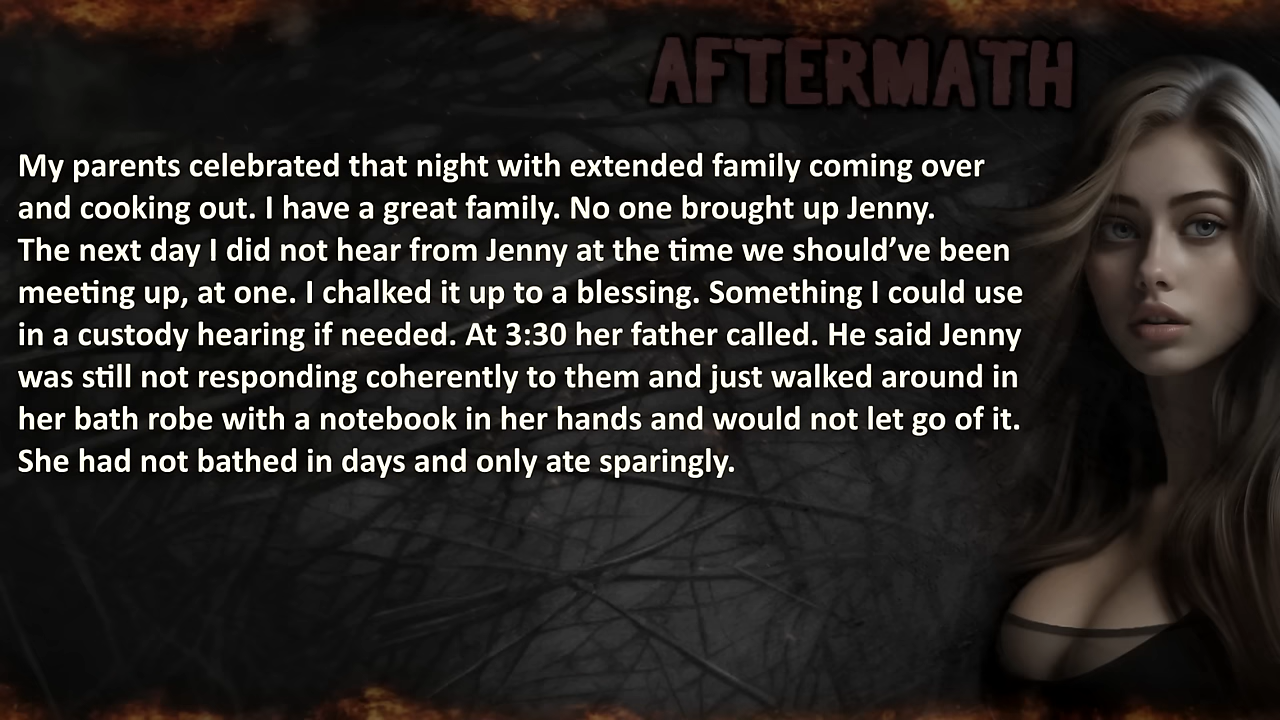 AFTERMATH
My parents celebrated that night with extended family coming over
and cooking out. I have a great family. No one brought up Jenny.
The next day I did not hear from Jenny at the time we should’ve been
meeting up, at one. I chalked it up to a blessing. Something I could use
in a custody hearing if needed. At 3:30 her father called. He said Jenny
was still not responding coherently to them and just walked around in
her bath robe with a notebook in her hands and would not let go of it.
She had not bathed in days and only ate sparingly.